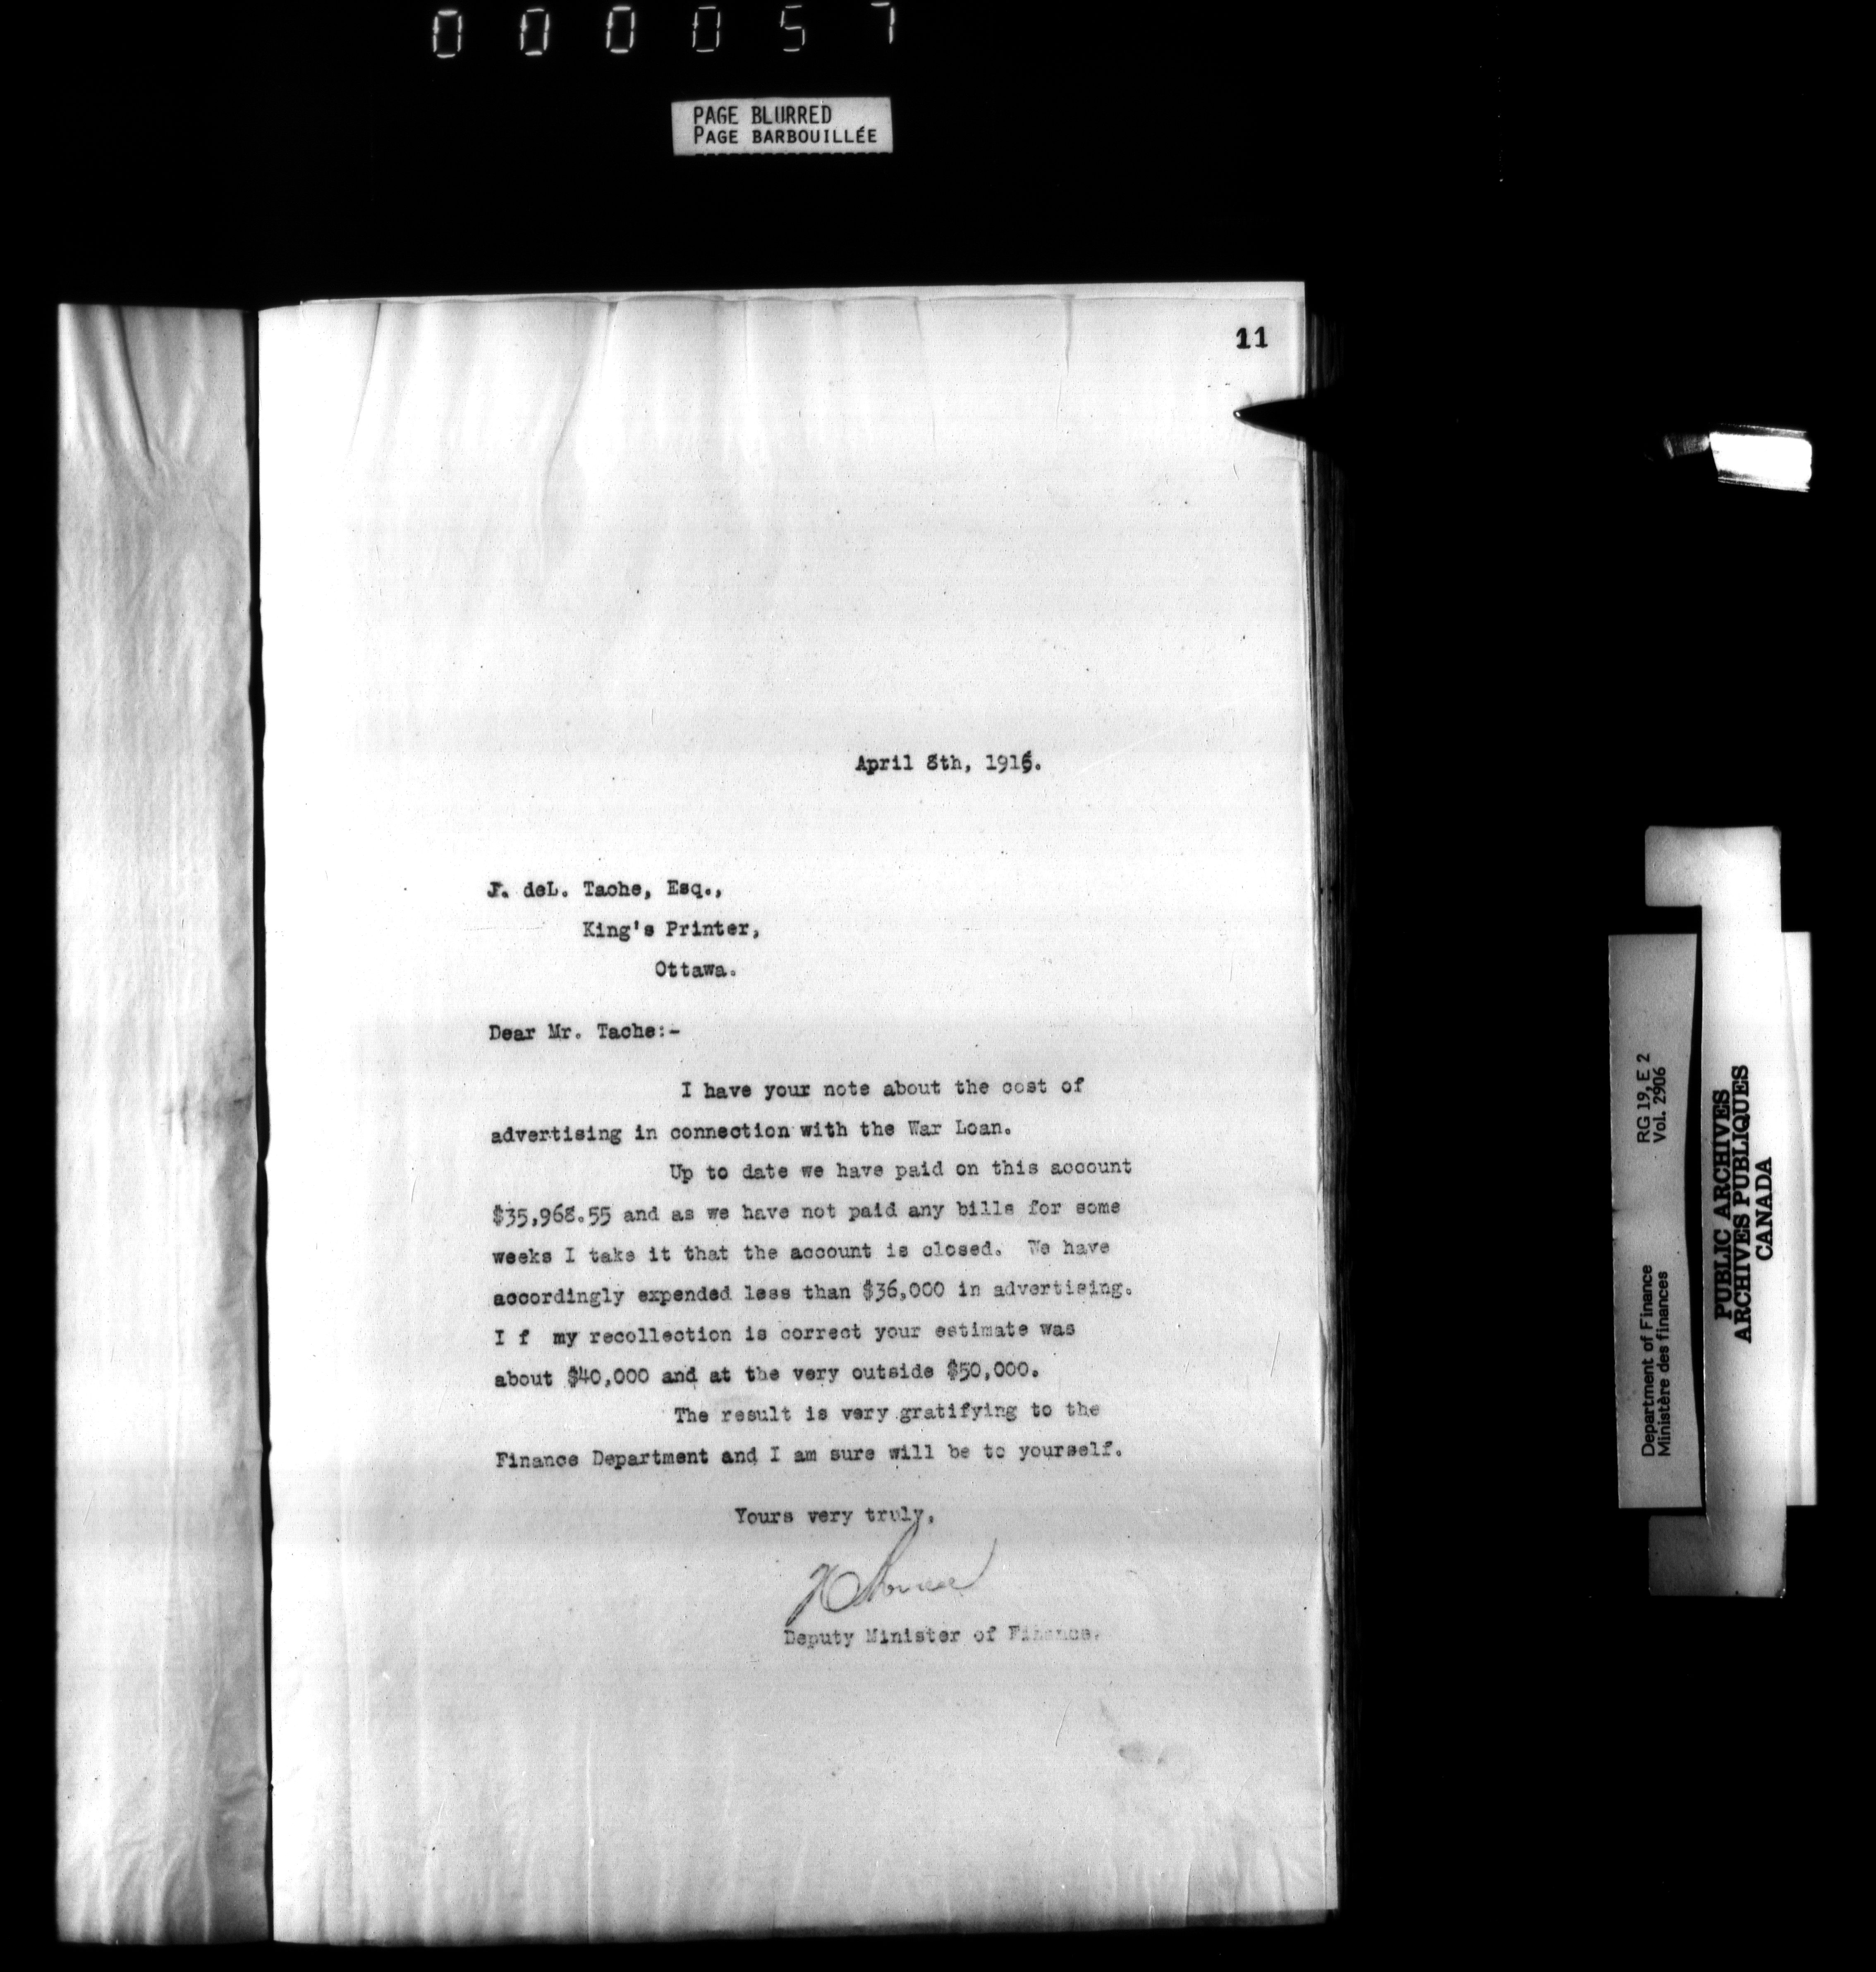 000057
PAGE BLURRED
PAGE BARBOUILLÉE
11
April 8th, 1916.
J. deL. Tache, Esq.,
King's Printer,
Ottawa.
Dear Mr. Tache:-
I have your note about the cost of
advertising in connection with the War Loan.
Up to date we have paid on this account
$35,968.55 and as we have not paid any bills for some
weeks I take it that the account is closed. We have
accordingly expended less than $36,000 in advertising.
I f my recollection is correct your estimate was
about $40,000 and at the very outside $50,000.
The result is very gratifying to the
Finance Department and I am sure will be to yourself.
Yours very truly,
Deputy Minister of Finance.
Department of Finance RG 19, E 2
Ministère des finances Vol. 2906
PUBLIC ARCHIVES
ARCHIVES PUBLIQUES
CANADA